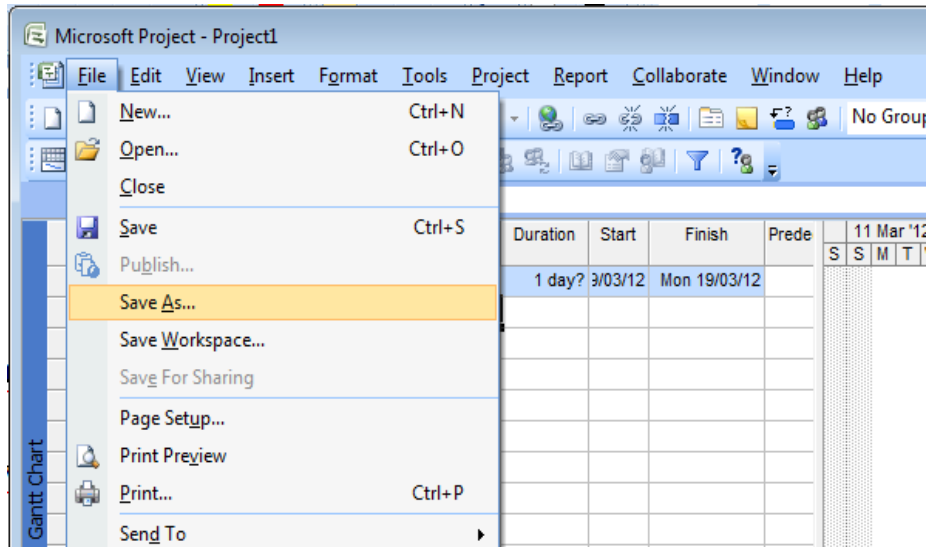 Microsoft Project - Project1
File Edit View Insert Format Tools Project Report Collaborate Window Help
No Group
New... Ctrl+N
Open... Ctrl+O
Close
Save Ctrl+S
Publish...
Save As...
Save Workspace...
Save For Sharing
Page Setup...
Print Preview
Print... Ctrl+P
Send To
Duration Start Finish Prede 11 Mar '12
S S M T
1 day? 9/03/12 Mon 19/03/12
Gantt Chart